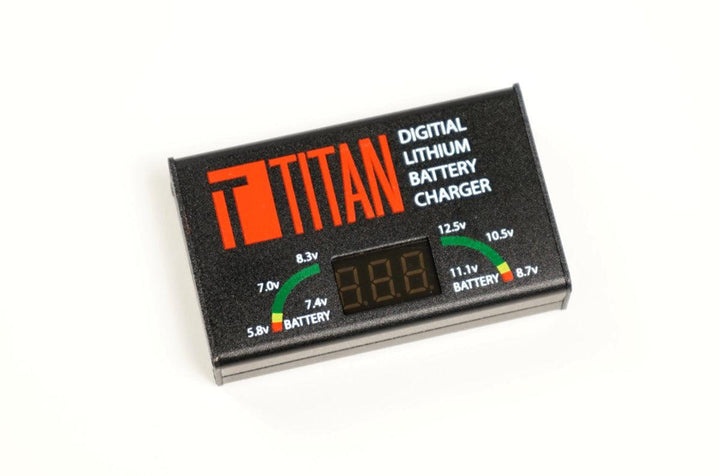 T TITAN
DIGITIAL
LITHIUM
BATTERY
CHARGER
8.3v
7.0v
7.4v
5.8v BATTERY
12.5v
10.5v
11.1v
BATTERY 8.7v